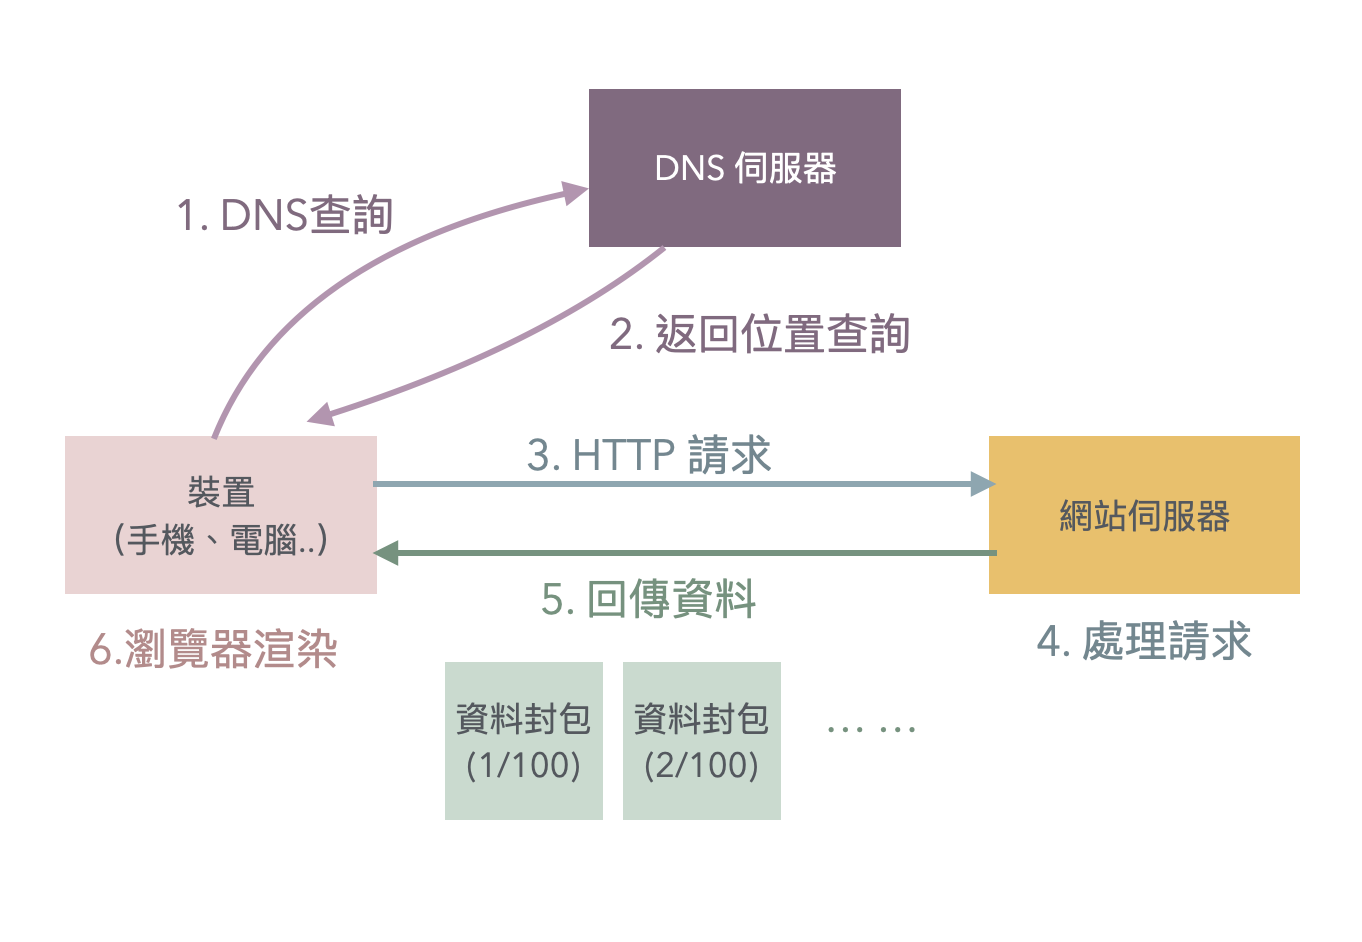 DNS 伺服器
1. DNS查詢
2. 返回位置查詢
3. HTTP 請求
裝置
(手機、電腦..)
網站伺服器
5. 回傳資料
4. 處理請求
6.瀏覽器渲染
資料封包
(1/100)
資料封包
(2/100)
... ...